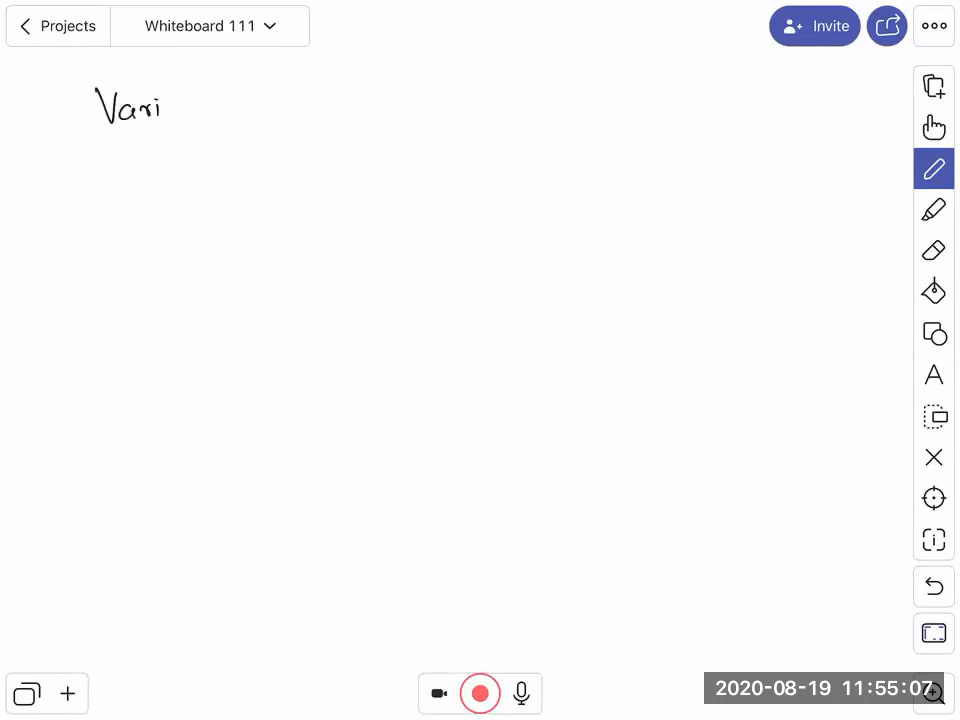 Projects
Whiteboard 111
Invite
Vari
2020-08-19 11:55:07